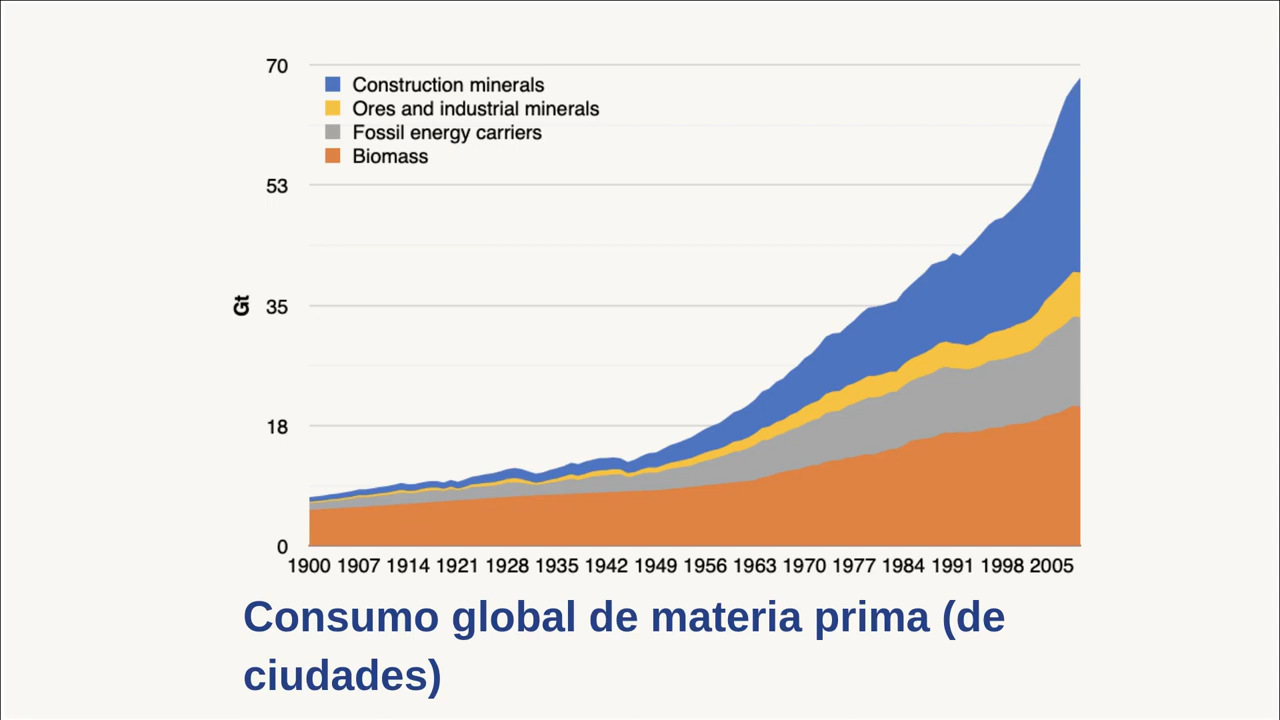 70
Construction minerals
Ores and industrial minerals
Fossil energy carriers
Biomass
53
Gt
35
18
0
1900 1907 1914 1921 1928 1935 1942 1949 1956 1963 1970 1977 1984 1991 1998 2005
Consumo global de materia prima (de
ciudades)